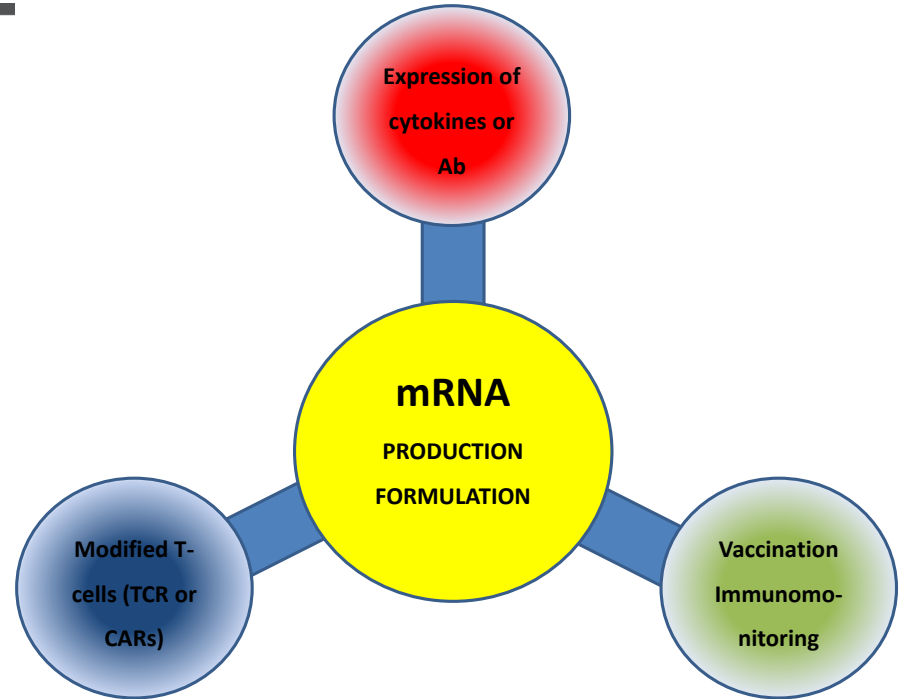 Expression of
cytokines or
Ab
mRNA
PRODUCTION
FORMULATION
Modified T-
cells (TCR or
CARs)
Vaccination
Immunomo-
nitoring